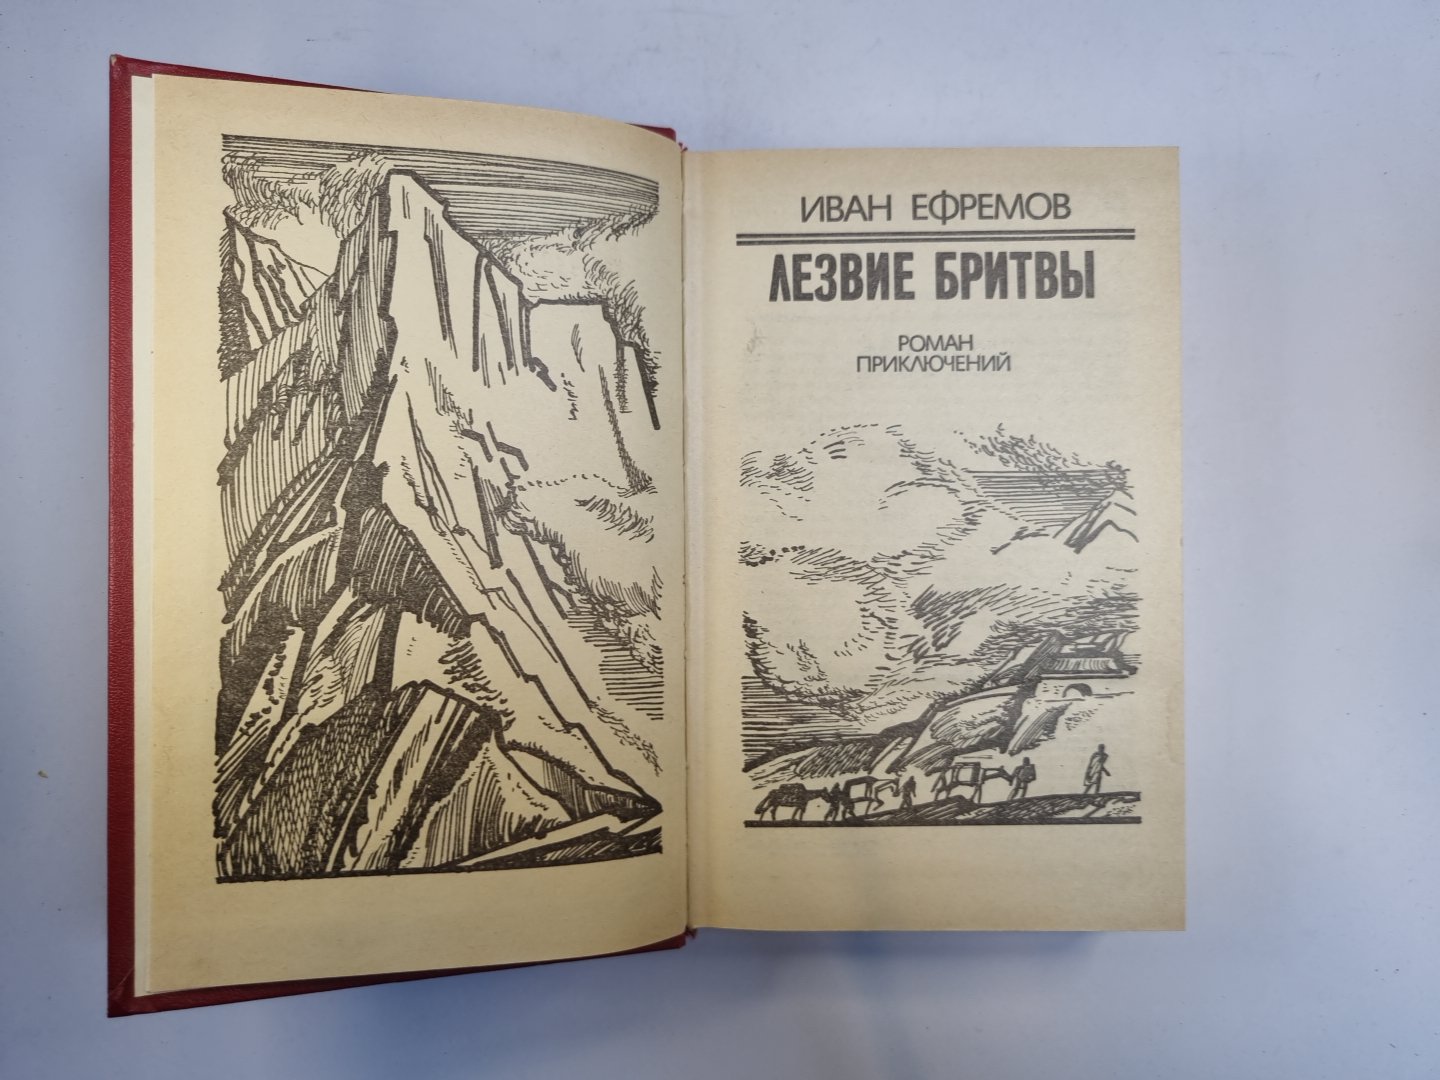 ИВАН ЕФРЕМОВ
ЛЕЗВИЕ БРИТВЫ
РОМАН
ПРИКЛЮЧЕНИЙ